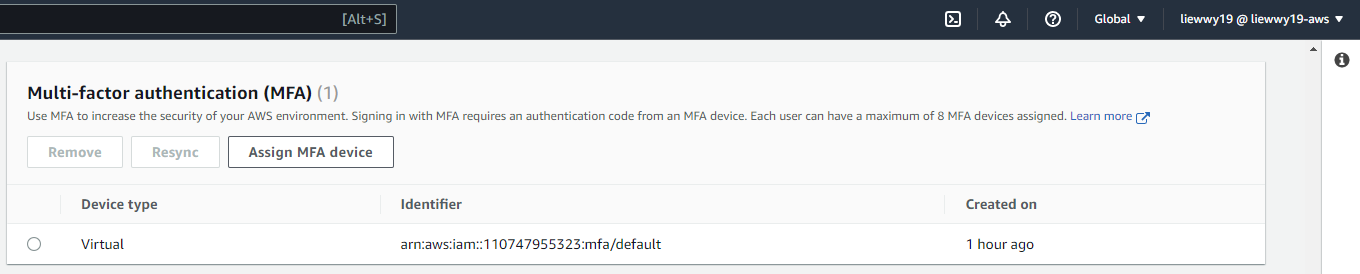 [Alt+S]
Global
liewwy19 @ liewwy19-aws
Multi-factor authentication (MFA) (1)
Use MFA to increase the security of your AWS environment. Signing in with MFA requires an authentication code from an MFA device. Each user can have a maximum of 8 MFA devices assigned. Learn more
Remove
Resync
Assign MFA device
Device type
Identifier
Created on
Virtual
arn:aws:iam::110747955323:mfa/default
1 hour ago